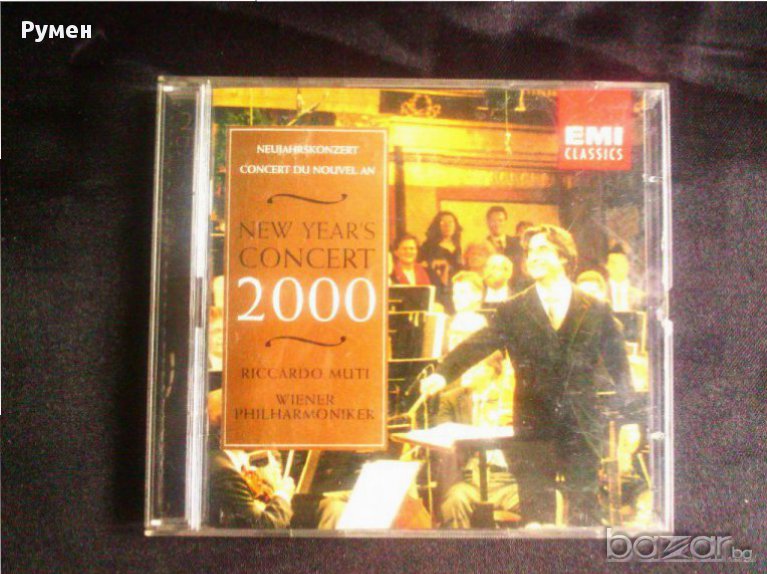 Румен
NEUJAHRSKONZERT
CONCERT DU NOUVEL AN
NEW YEAR'S
CONCERT
2000
RICCARDO MUTI
WIENER
PHILHARMONIKER
EMI
CLASSICS
bazar.bg